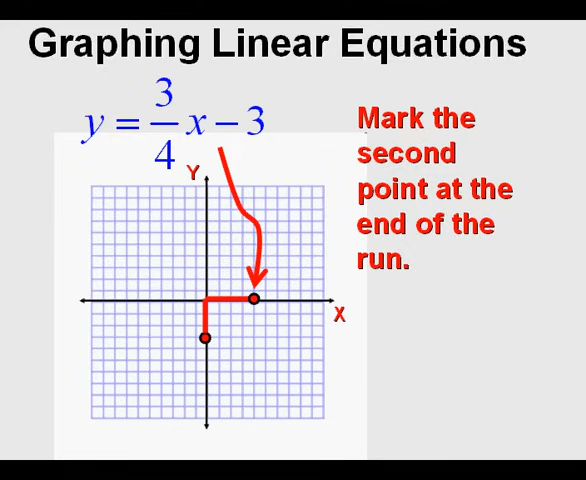 Graphing Linear Equations
y = 3/4 x − 3
Mark the
second
point at the
end of the
run.
Y
X